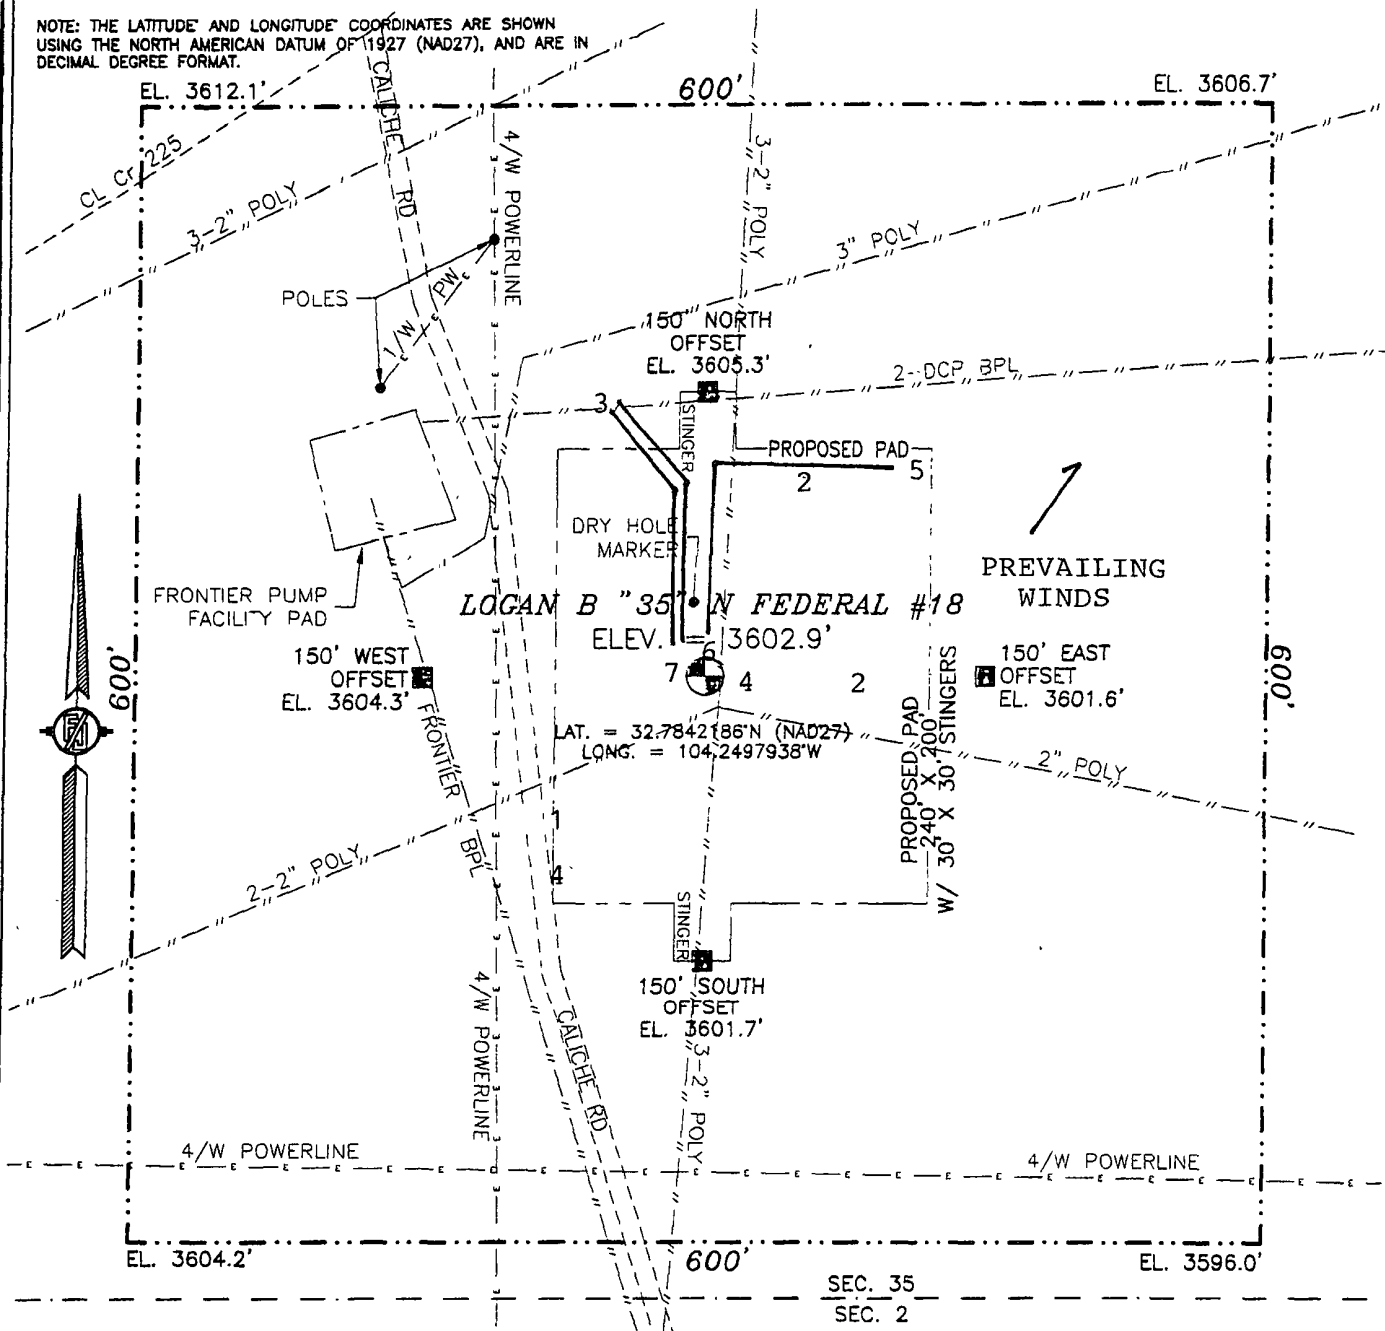 NOTE: THE LATITUDE AND LONGITUDE COORDINATES ARE SHOWN
USING THE NORTH AMERICAN DATUM OF 1927 (NAD27), AND ARE IN
DECIMAL DEGREE FORMAT.
EL. 3612.1'
600'
EL. 3606.7'
CL Cr 225
CALICHE RD
4/W POWERLINE
3-2" POLY
3-2" POLY
3" POLY
POLES
1/W PW
150' NORTH
OFFSET
EL. 3605.3'
2-DCP BPL
3
STINGER
PROPOSED PAD
2
5
DRY HOLE
MARKER
PREVAILING
WINDS
FRONTIER PUMP
FACILITY PAD
LOGAN B "35" N FEDERAL #18
ELEV. = 3602.9'
600'
150' WEST
OFFSET
EL. 3604.3'
6
7
4
2
150' EAST
OFFSET
EL. 3601.6'
600'
LAT. = 32.7842186°N (NAD27)
LONG. = 104.2497938°W
FRONTIER BPL
PROPOSED PAD
240' X 200'
W/ 30' X 30' STINGERS
2" POLY
1
4
2-2" POLY
STINGER
150' SOUTH
OFFSET
EL. 3601.7'
4/W POWERLINE
CALICHE RD
3-2" POLY
4/W POWERLINE
4/W POWERLINE
EL. 3604.2'
600'
EL. 3596.0'
SEC. 35
SEC. 2